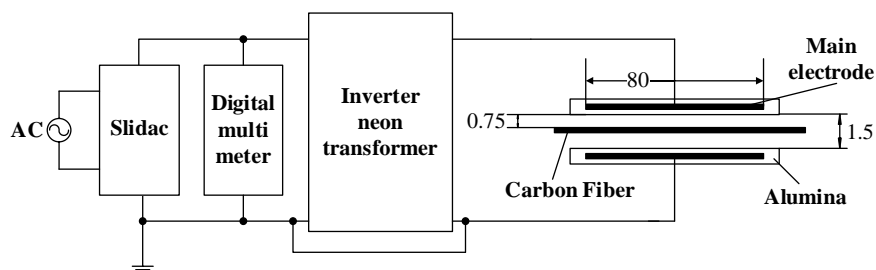 AC
Slidac
Digital
multi
meter
Inverter
neon
transformer
80
Main
electrode
0.75
1.5
Carbon Fiber
Alumina